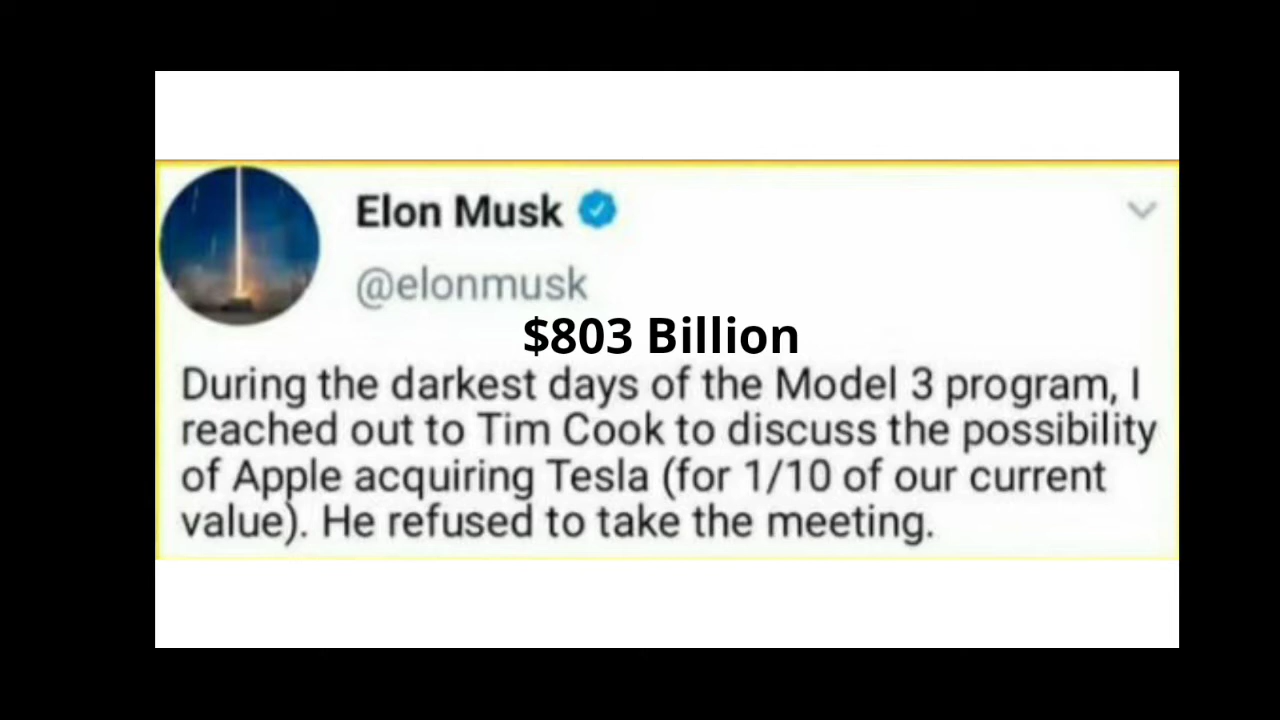 Elon Musk
@elonmusk
$803 Billion
During the darkest days of the Model 3 program, I
reached out to Tim Cook to discuss the possibility
of Apple acquiring Tesla (for 1/10 of our current
value). He refused to take the meeting.